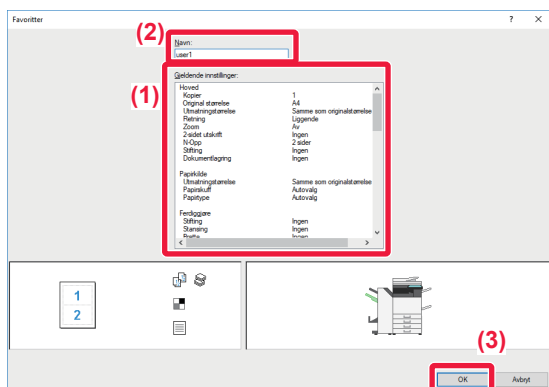 Favoritter ? ×
(2)
Navn:
user1
(1)
Gjeldende innstillinger:
Hoved
Kopier 1
Original størrelse A4
Utmatningstørrelse Samme som originalstørrelse
Retning Liggende
Zoom Av
2-sidet utskrift Ingen
N-Opp 2 sider
Stifting Ingen
Dokumentlagring Ingen
Papirkilde
Utmatningstørrelse Samme som originalstørrelse
Papirskuff Autovalg
Papirtype Autovalg
Ferdiggjøre
Stifting Ingen
Stansing Ingen
Brette Ingen
1
2
(3)
OK Avbryt